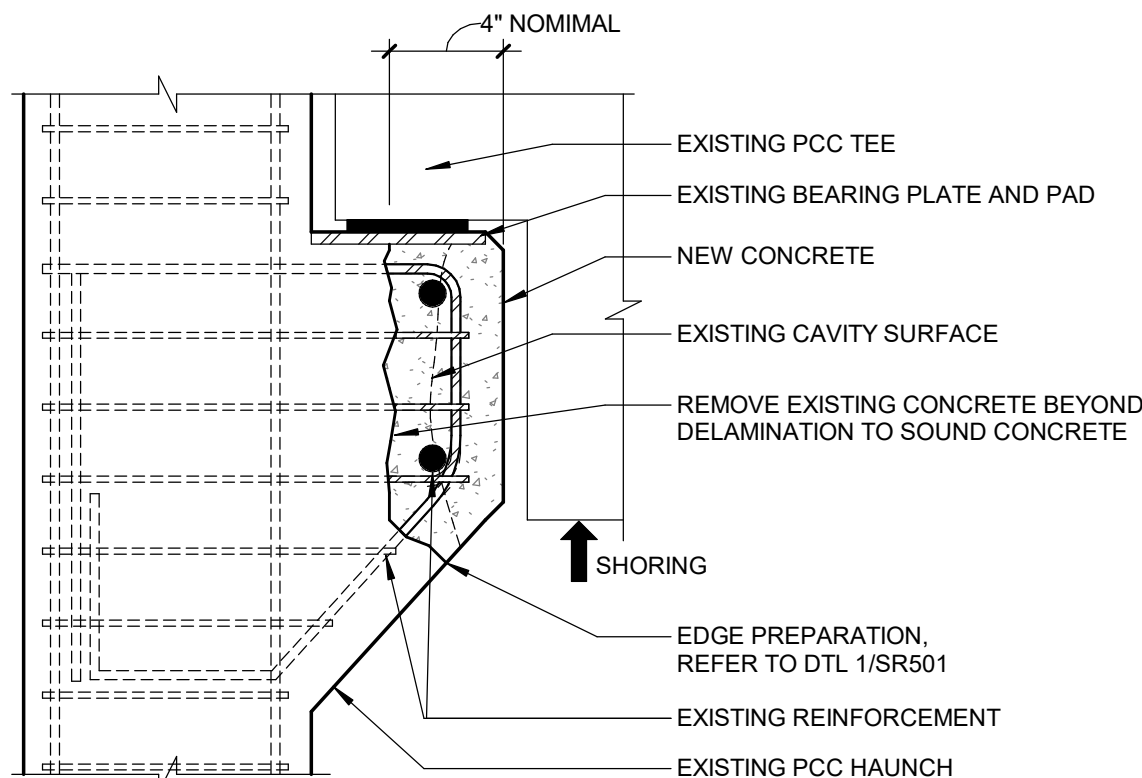 4" NOMIMAL
EXISTING PCC TEE
EXISTING BEARING PLATE AND PAD
NEW CONCRETE
EXISTING CAVITY SURFACE
REMOVE EXISTING CONCRETE BEYOND
DELAMINATION TO SOUND CONCRETE
SHORING
EDGE PREPARATION,
REFER TO DTL 1/SR501
EXISTING REINFORCEMENT
EXISTING PCC HAUNCH